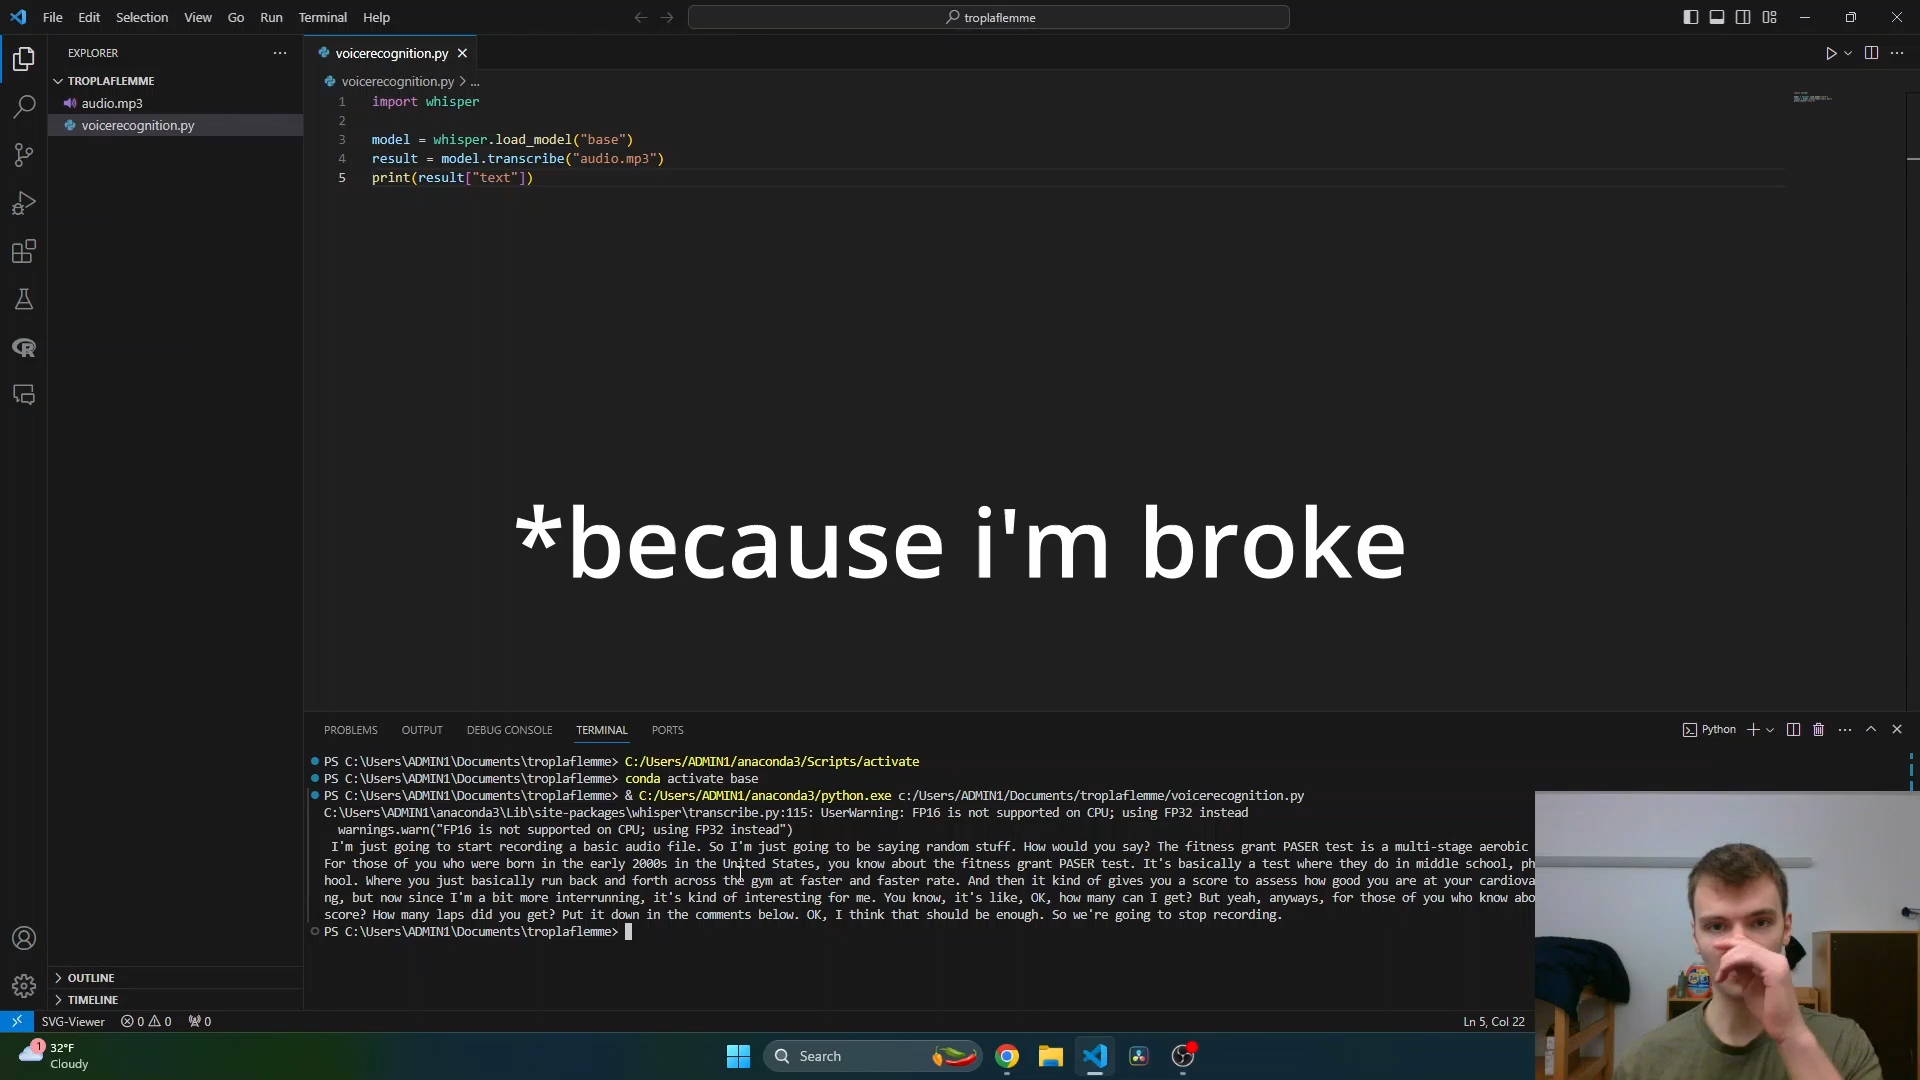 File Edit Selection View Go Run Terminal Help
troplaflemme
EXPLORER
TROPLAFLEMME
audio.mp3
voicerecognition.py
OUTLINE
TIMELINE
voicerecognition.py
voicerecognition.py > ...
1 import whisper
2
3 model = whisper.load_model("base")
4 result = model.transcribe("audio.mp3")
5 print(result["text"])
*because i'm broke
PROBLEMS OUTPUT DEBUG CONSOLE TERMINAL PORTS
Python
PS C:\Users\ADMIN1\Documents\troplaflemme> C:/Users/ADMIN1/anaconda3/Scripts/activate
PS C:\Users\ADMIN1\Documents\troplaflemme> conda activate base
PS C:\Users\ADMIN1\Documents\troplaflemme> & C:/Users/ADMIN1/anaconda3/python.exe c:/Users/ADMIN1/Documents/troplaflemme/voicerecognition.py
C:\Users\ADMIN1\anaconda3\Lib\site-packages\whisper\transcribe.py:115: UserWarning: FP16 is not supported on CPU; using FP32 instead
warnings.warn("FP16 is not supported on CPU; using FP32 instead")
I'm just going to start recording a basic audio file. So I'm just going to be saying random stuff. How would you say? The fitness grant PASER test is a multi-stage aerobic
For those of you who were born in the early 2000s in the United States, you know about the fitness grant PASER test. It's basically a test where they do in middle school, ph
hool. Where you just basically run back and forth across the gym at faster and faster rate. And then it kind of gives you a score to assess how good you are at your cardiova
ng, but now since I'm a bit more interrunning, it's kind of interesting for me. You know, it's like, OK, how many can I get? But yeah, anyways, for those of you who know abo
score? How many laps did you get? Put it down in the comments below. OK, I think that should be enough. So we're going to stop recording.
PS C:\Users\ADMIN1\Documents\troplaflemme>
SVG-Viewer 0 0 0
Ln 5, Col 22
1 32°F
Cloudy
Search